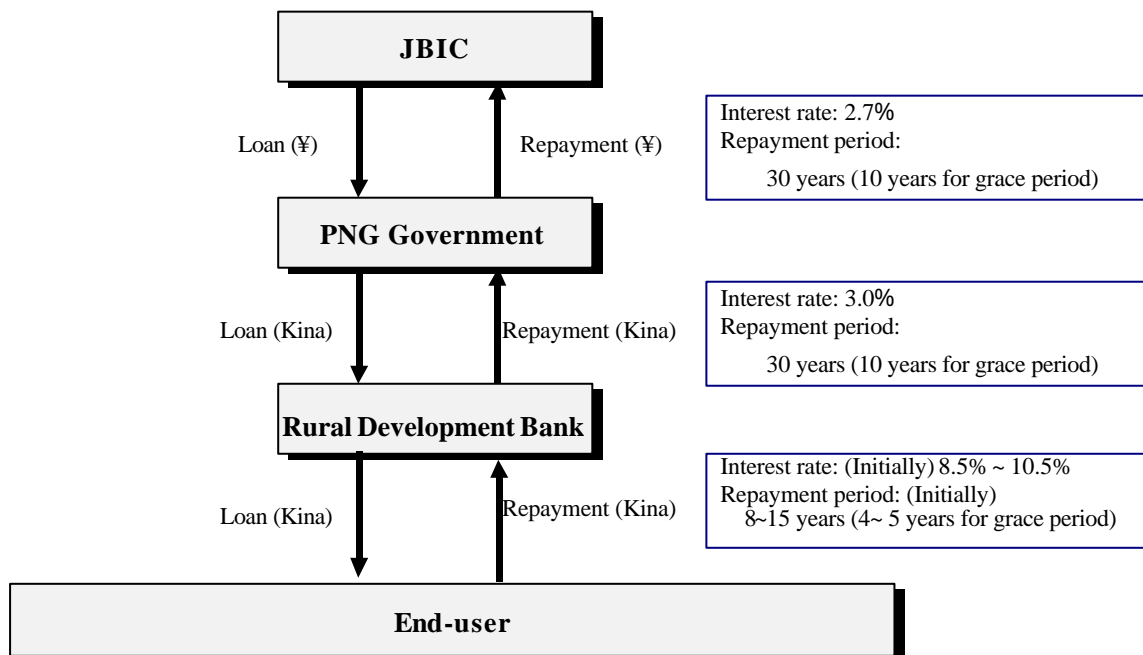 JBIC
Loan (¥)
Repayment (¥)
Interest rate: 2.7%
Repayment period:
30 years (10 years for grace period)
PNG Government
Loan (Kina)
Repayment (Kina)
Interest rate: 3.0%
Repayment period:
30 years (10 years for grace period)
Rural Development Bank
Loan (Kina)
Repayment (Kina)
Interest rate: (Initially) 8.5% ~ 10.5%
Repayment period: (Initially)
8~15 years (4~ 5 years for grace period)
End-user